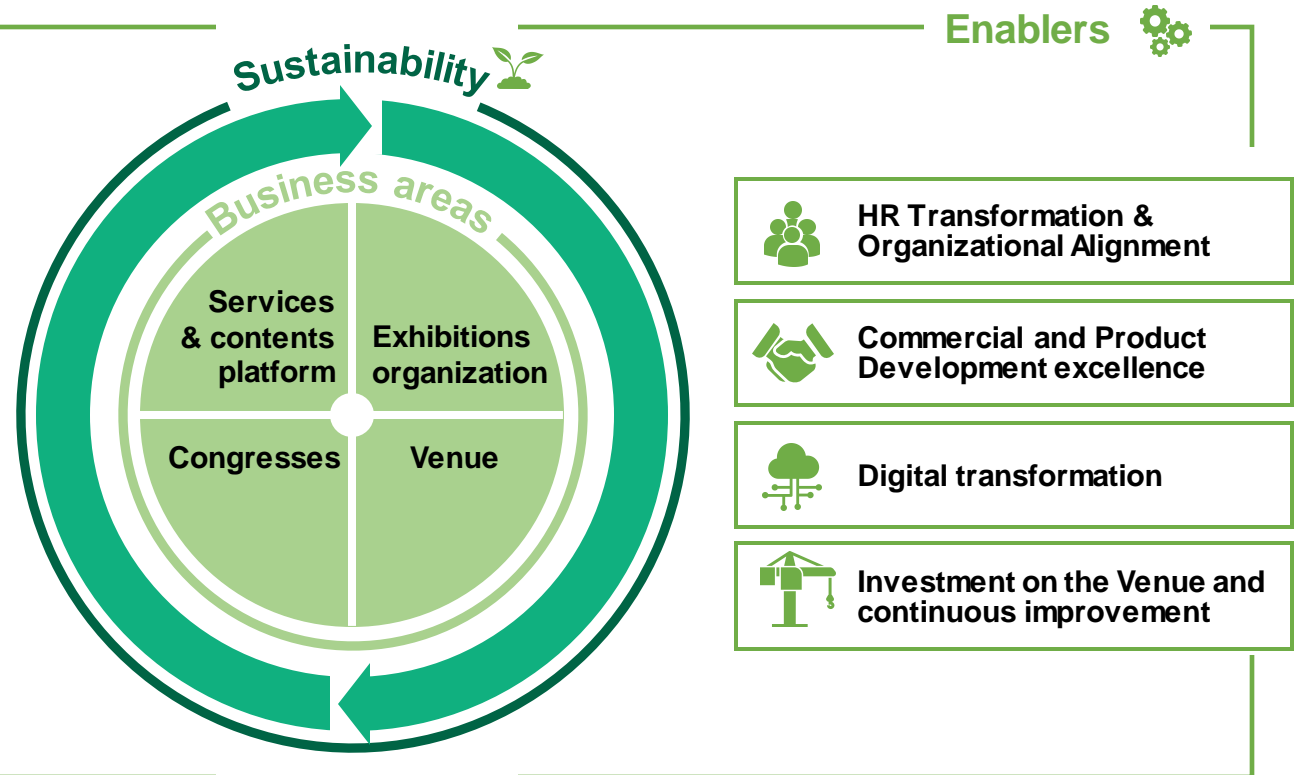 Enablers
Sustainability
Business areas
Services
& contents
platform
Exhibitions
organization
Congresses
Venue
HR Transformation &
Organizational Alignment
Commercial and Product
Development excellence
Digital transformation
Investment on the Venue and
continuous improvement